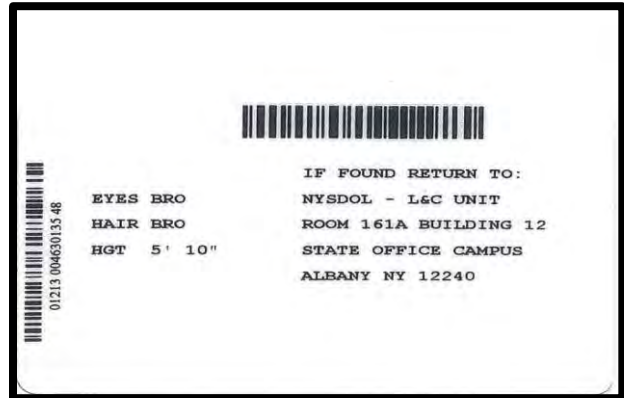 IF FOUND RETURN TO:
EYES BRO
NYSDOL - L&C UNIT
HAIR BRO
ROOM 161A BUILDING 12
HGT 5' 10"
STATE OFFICE CAMPUS
ALBANY NY 12240
01213 004630135 48